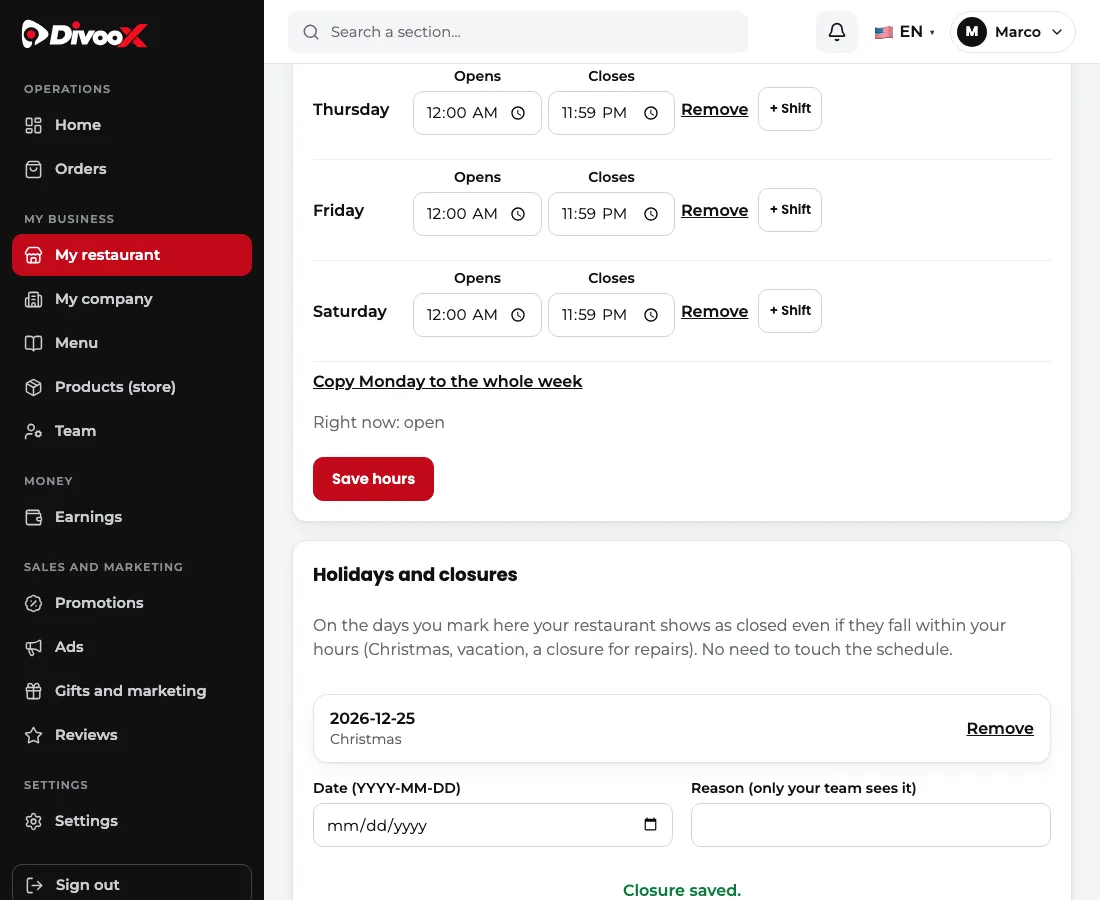 DivooX
Search a section...
EN
M
Marco
OPERATIONS
Home
Orders
MY BUSINESS
My restaurant
My company
Menu
Products (store)
Team
MONEY
Earnings
SALES AND MARKETING
Promotions
Ads
Gifts and marketing
Reviews
SETTINGS
Settings
Sign out
Opens Closes
Thursday 12:00 AM 11:59 PM Remove + Shift
Opens Closes
Friday 12:00 AM 11:59 PM Remove + Shift
Opens Closes
Saturday 12:00 AM 11:59 PM Remove + Shift
Copy Monday to the whole week
Right now: open
Save hours
Holidays and closures
On the days you mark here your restaurant shows as closed even if they fall within your
hours (Christmas, vacation, a closure for repairs). No need to touch the schedule.
2026-12-25
Christmas
Remove
Date (YYYY-MM-DD) Reason (only your team sees it)
mm/dd/yyyy
Closure saved.